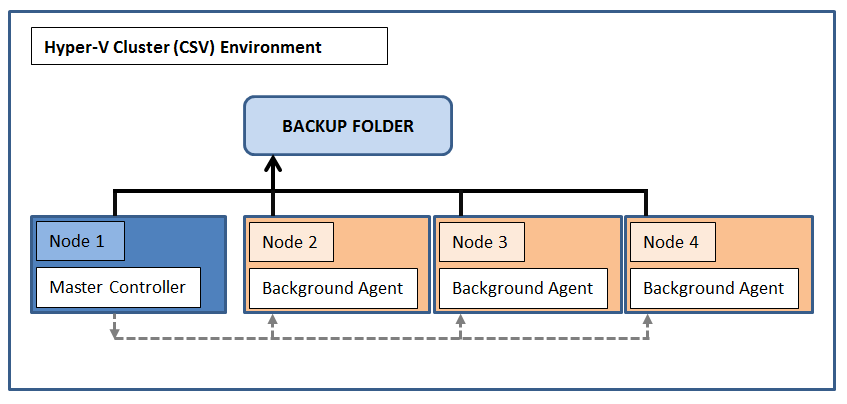 Hyper-V Cluster (CSV) Environment
BACKUP FOLDER
Node 1
Master Controller
Node 2
Background Agent
Node 3
Background Agent
Node 4
Background Agent